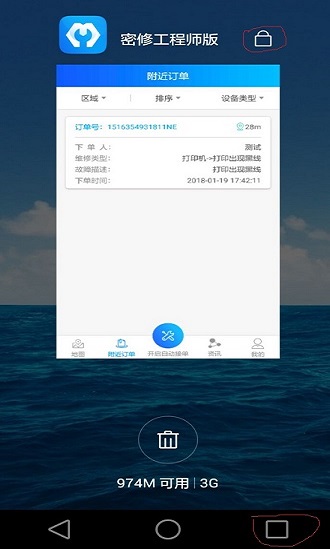 密修工程师版
附近订单
区域 排序 设备类型
订单号：1516354931811NE 28m
下 单 人： 测试
维修类型： 打印机->打印出现黑线
故障描述： 打印出现黑线
下单时间： 2018-01-19 17:42:11
地图 附近订单 开启自动接单 资讯 我的
974M 可用 | 3G